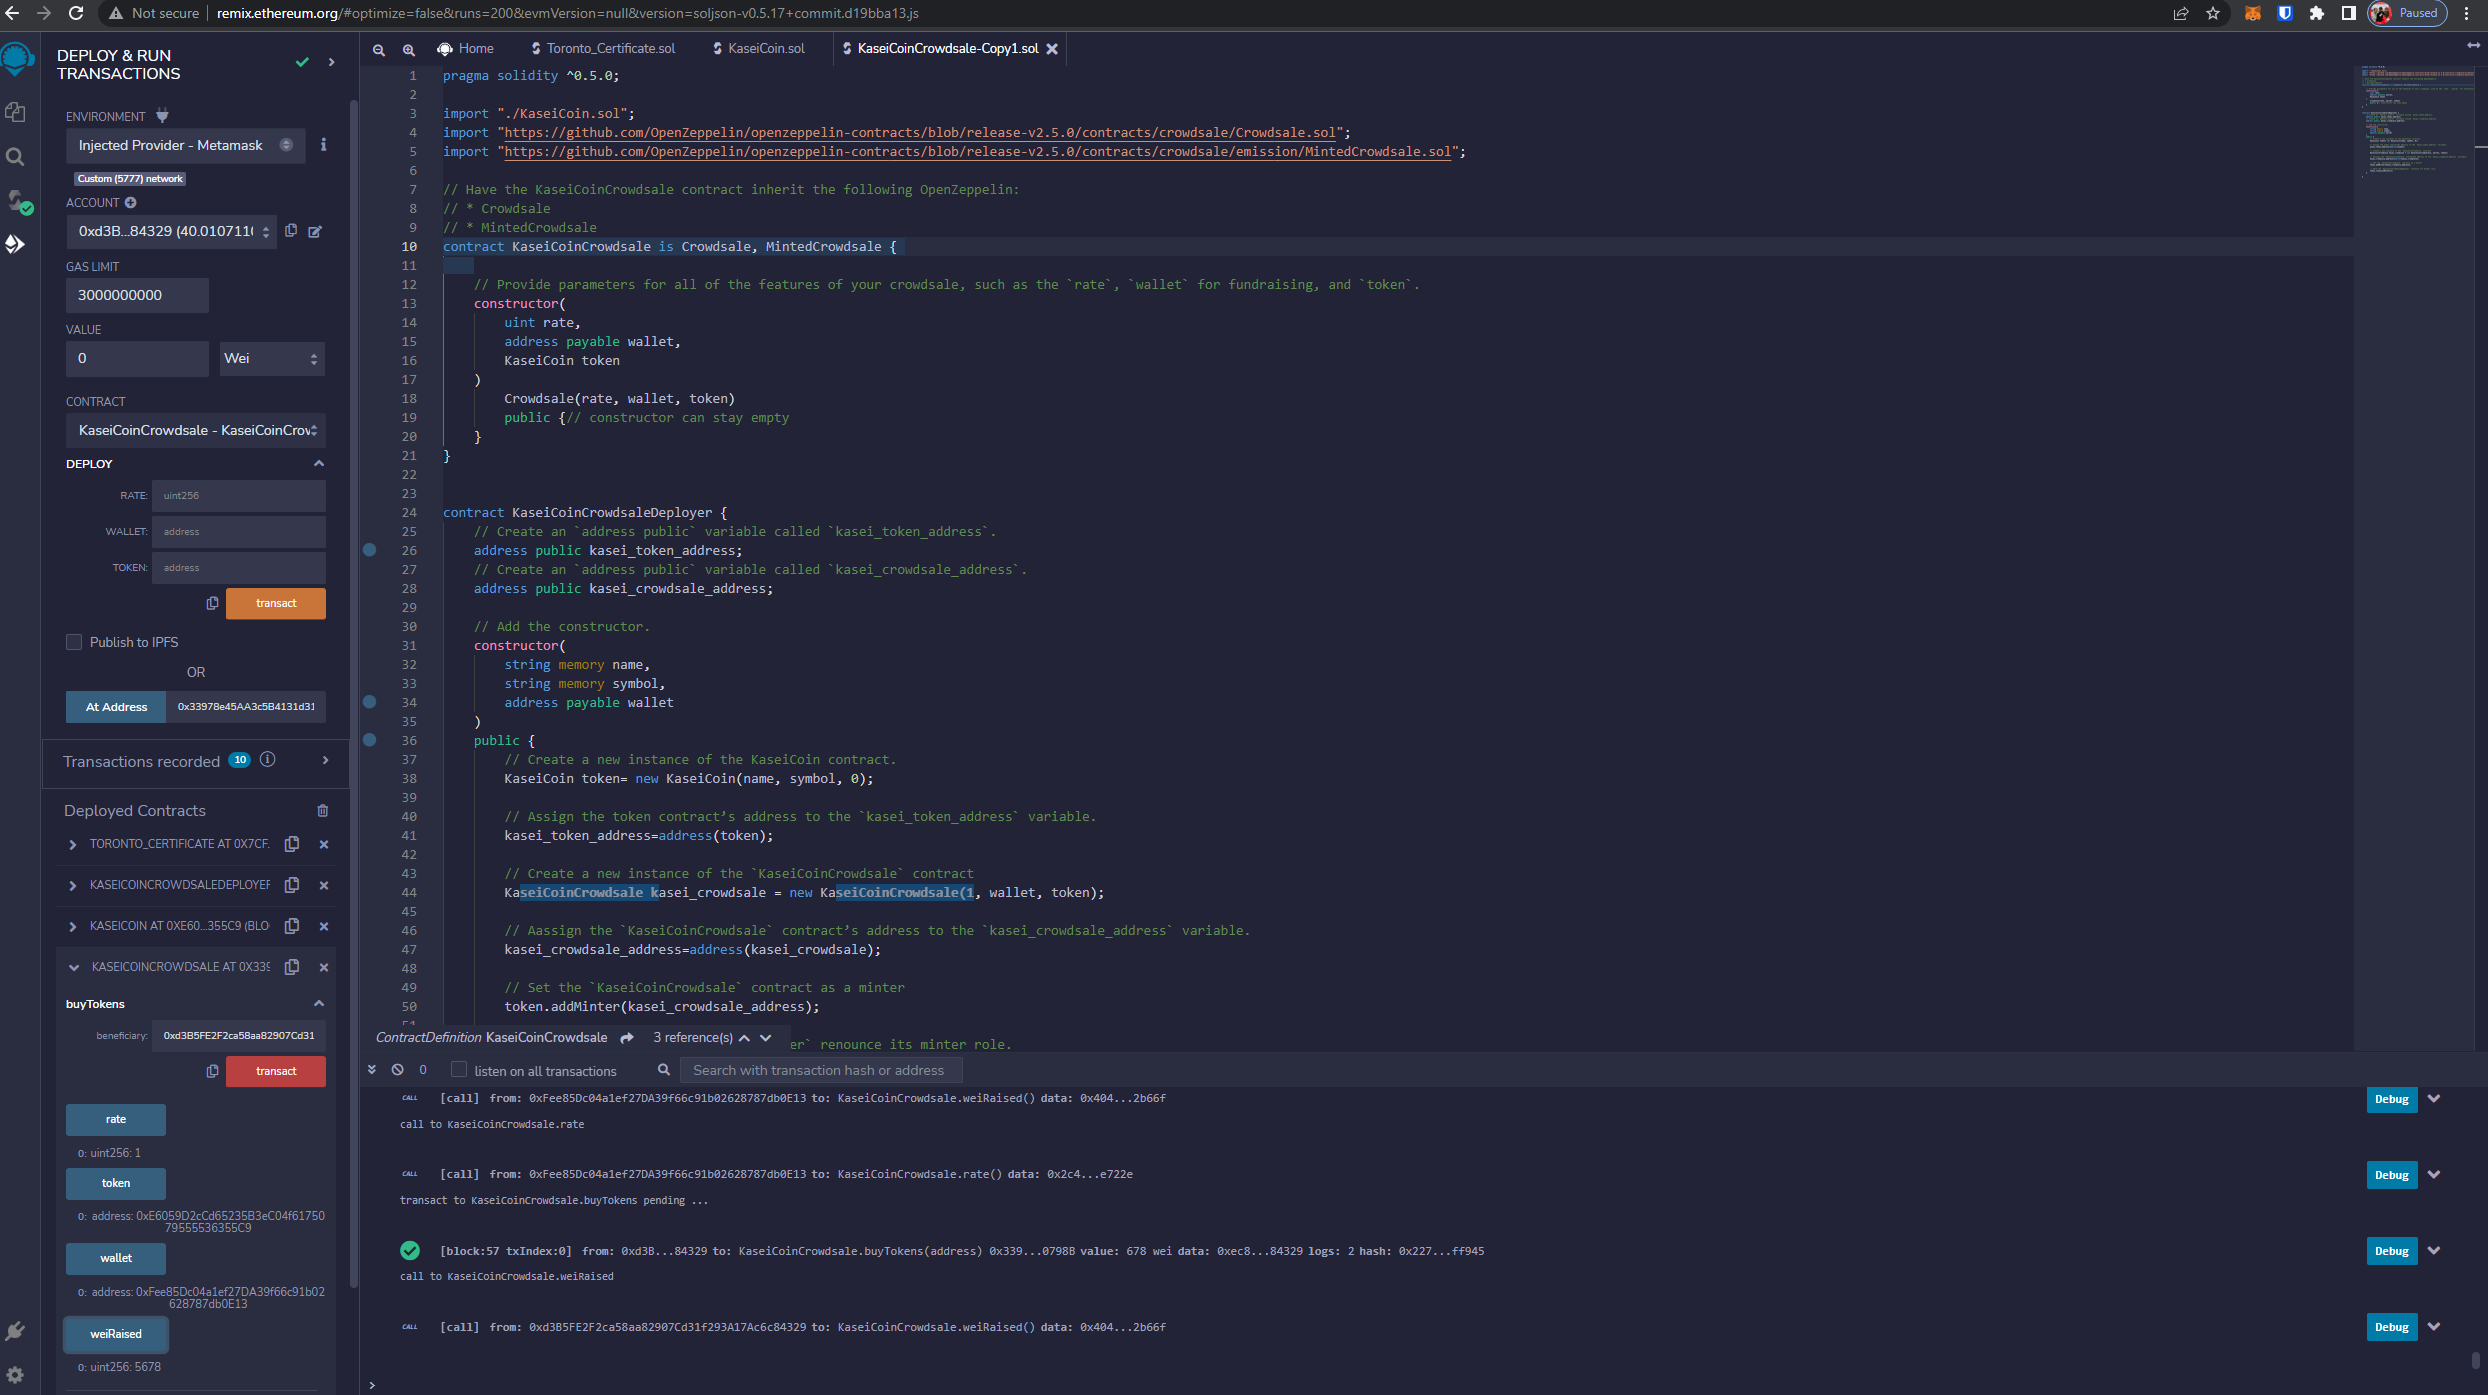 Not secure | remix.ethereum.org/#optimize=false&runs=200&evmVersion=null&version=soljson-v0.5.17+commit.d19bba13.js
Paused
DEPLOY & RUN
TRANSACTIONS
ENVIRONMENT
Injected Provider - Metamask
Custom (5777) network
ACCOUNT
0xd3B...84329 (40.0107110
GAS LIMIT
3000000000
VALUE
0
Wei
CONTRACT
KaseiCoinCrowdsale - KaseiCoinCrow
DEPLOY
RATE: uint256
WALLET: address
TOKEN: address
transact
Publish to IPFS
OR
At Address 0x33978e45AA3c5B4131d31
Transactions recorded 10
Deployed Contracts
TORONTO_CERTIFICATE AT 0X7CF.
KASEICOINCROWDSALEDEPLOYER
KASEICOIN AT 0XE60...355C9 (BLO
KASEICOINCROWDSALE AT 0X339
buyTokens
beneficiary: 0xd3B5FE2F2ca58aa82907Cd31
transact
rate
0: uint256: 1
token
0: address: 0xE6059D2cCd65235B3eC04f61750
79555536355C9
wallet
0: address: 0xFee85Dc04a1ef27DA39f66c91b02
628787db0E13
weiRaised
0: uint256: 5678
Home Toronto_Certificate.sol KaseiCoin.sol KaseiCoinCrowdsale-Copy1.sol
1 pragma solidity ^0.5.0;
2
3 import "./KaseiCoin.sol";
4 import "https://github.com/OpenZeppelin/openzeppelin-contracts/blob/release-v2.5.0/contracts/crowdsale/Crowdsale.sol";
5 import "https://github.com/OpenZeppelin/openzeppelin-contracts/blob/release-v2.5.0/contracts/crowdsale/emission/MintedCrowdsale.sol";
6
7 // Have the KaseiCoinCrowdsale contract inherit the following OpenZeppelin:
8 // * Crowdsale
9 // * MintedCrowdsale
10 contract KaseiCoinCrowdsale is Crowdsale, MintedCrowdsale {
11
12 // Provide parameters for all of the features of your crowdsale, such as the `rate`, `wallet` for fundraising, and `token`.
13 constructor(
14 uint rate,
15 address payable wallet,
16 KaseiCoin token
17 )
18 Crowdsale(rate, wallet, token)
19 public {// constructor can stay empty
20 }
21 }
22
23
24 contract KaseiCoinCrowdsaleDeployer {
25 // Create an `address public` variable called `kasei_token_address`.
26 address public kasei_token_address;
27 // Create an `address public` variable called `kasei_crowdsale_address`.
28 address public kasei_crowdsale_address;
29
30 // Add the constructor.
31 constructor(
32 string memory name,
33 string memory symbol,
34 address payable wallet
35 )
36 public {
37 // Create a new instance of the KaseiCoin contract.
38 KaseiCoin token= new KaseiCoin(name, symbol, 0);
39
40 // Assign the token contract’s address to the `kasei_token_address` variable.
41 kasei_token_address=address(token);
42
43 // Create a new instance of the `KaseiCoinCrowdsale` contract
44 KaseiCoinCrowdsale kasei_crowdsale = new KaseiCoinCrowdsale(1, wallet, token);
45
46 // Aassign the `KaseiCoinCrowdsale` contract’s address to the `kasei_crowdsale_address` variable.
47 kasei_crowdsale_address=address(kasei_crowdsale);
48
49 // Set the `KaseiCoinCrowdsale` contract as a minter
50 token.addMinter(kasei_crowdsale_address);
51
ContractDefinition KaseiCoinCrowdsale 3 reference(s) er` renounce its minter role.
0 listen on all transactions Search with transaction hash or address
CALL [call] from: 0xFee85Dc04a1ef27DA39f66c91b02628787db0E13 to: KaseiCoinCrowdsale.weiRaised() data: 0x404...2b66f Debug
call to KaseiCoinCrowdsale.rate
CALL [call] from: 0xFee85Dc04a1ef27DA39f66c91b02628787db0E13 to: KaseiCoinCrowdsale.rate() data: 0x2c4...e722e Debug
transact to KaseiCoinCrowdsale.buyTokens pending ...
[block:57 txIndex:0] from: 0xd3B...84329 to: KaseiCoinCrowdsale.buyTokens(address) 0x339...0798B value: 678 wei data: 0xec8...84329 logs: 2 hash: 0x227...ff945 Debug
call to KaseiCoinCrowdsale.weiRaised
CALL [call] from: 0xd3B5FE2F2ca58aa82907Cd31f293A17Ac6c84329 to: KaseiCoinCrowdsale.weiRaised() data: 0x404...2b66f Debug
>